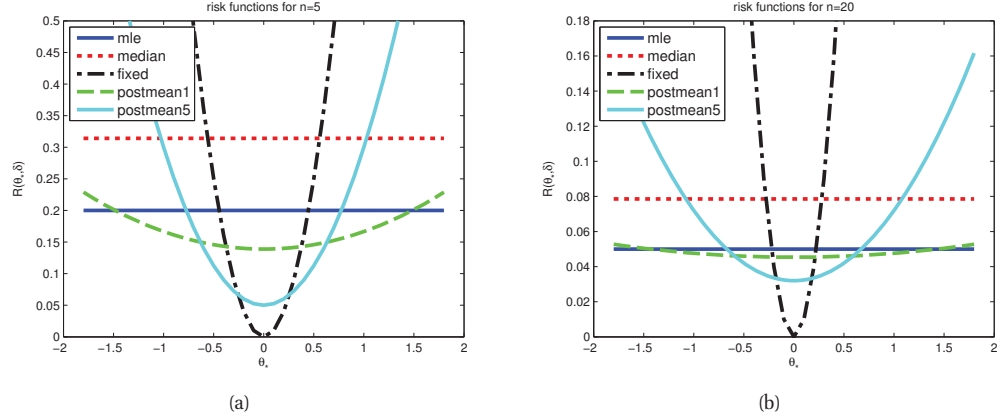 risk functions for n=5
0.5
0.45
0.4
0.35
0.3
0.25
0.2
0.15
0.1
0.05
0
R(θ*,δ)
mle
median
fixed
postmean1
postmean5
−2 −1.5 −1 −0.5 0 0.5 1 1.5 2
θ*
(a)
risk functions for n=20
0.18
0.16
0.14
0.12
0.1
0.08
0.06
0.04
0.02
0
R(θ*,δ)
mle
median
fixed
postmean1
postmean5
−2 −1.5 −1 −0.5 0 0.5 1 1.5 2
θ*
(b)